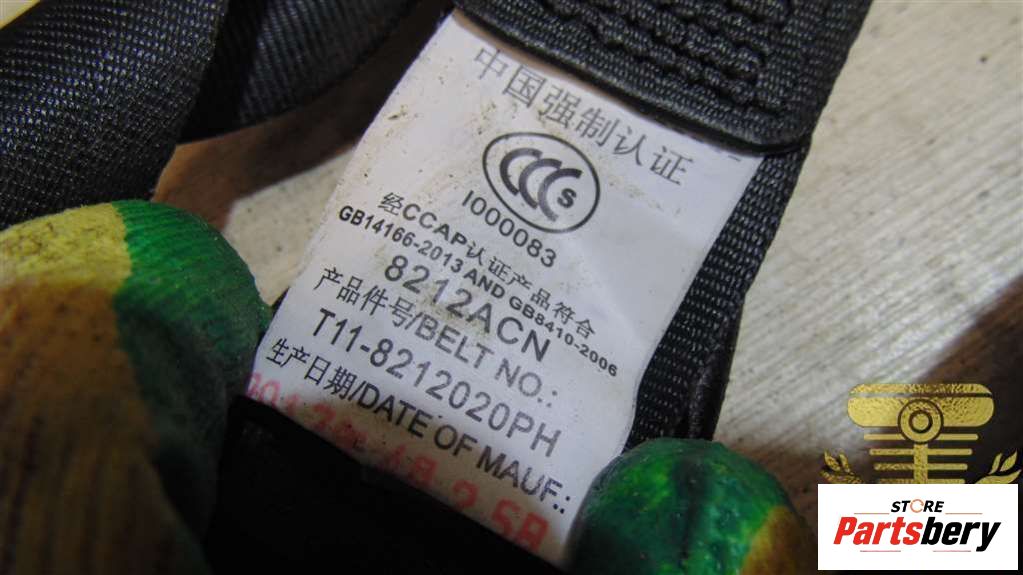 中国强制认证
CCC S
I000083
经CCAP认证产品符合
GB14166-2013 AND GB8410-2006
8212ACN
产品件号/BELT NO.:
T11-8212020PH
生产日期/DATE OF MAUF.:
STORE
Partsbery